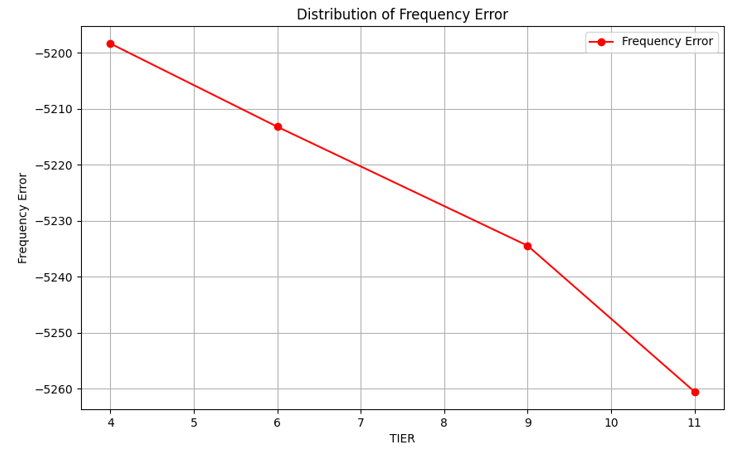 Distribution of Frequency Error
Frequency Error
−5200
−5210
−5220
−5230
−5240
−5250
−5260
Frequency Error
4 5 6 7 8 9 10 11
TIER